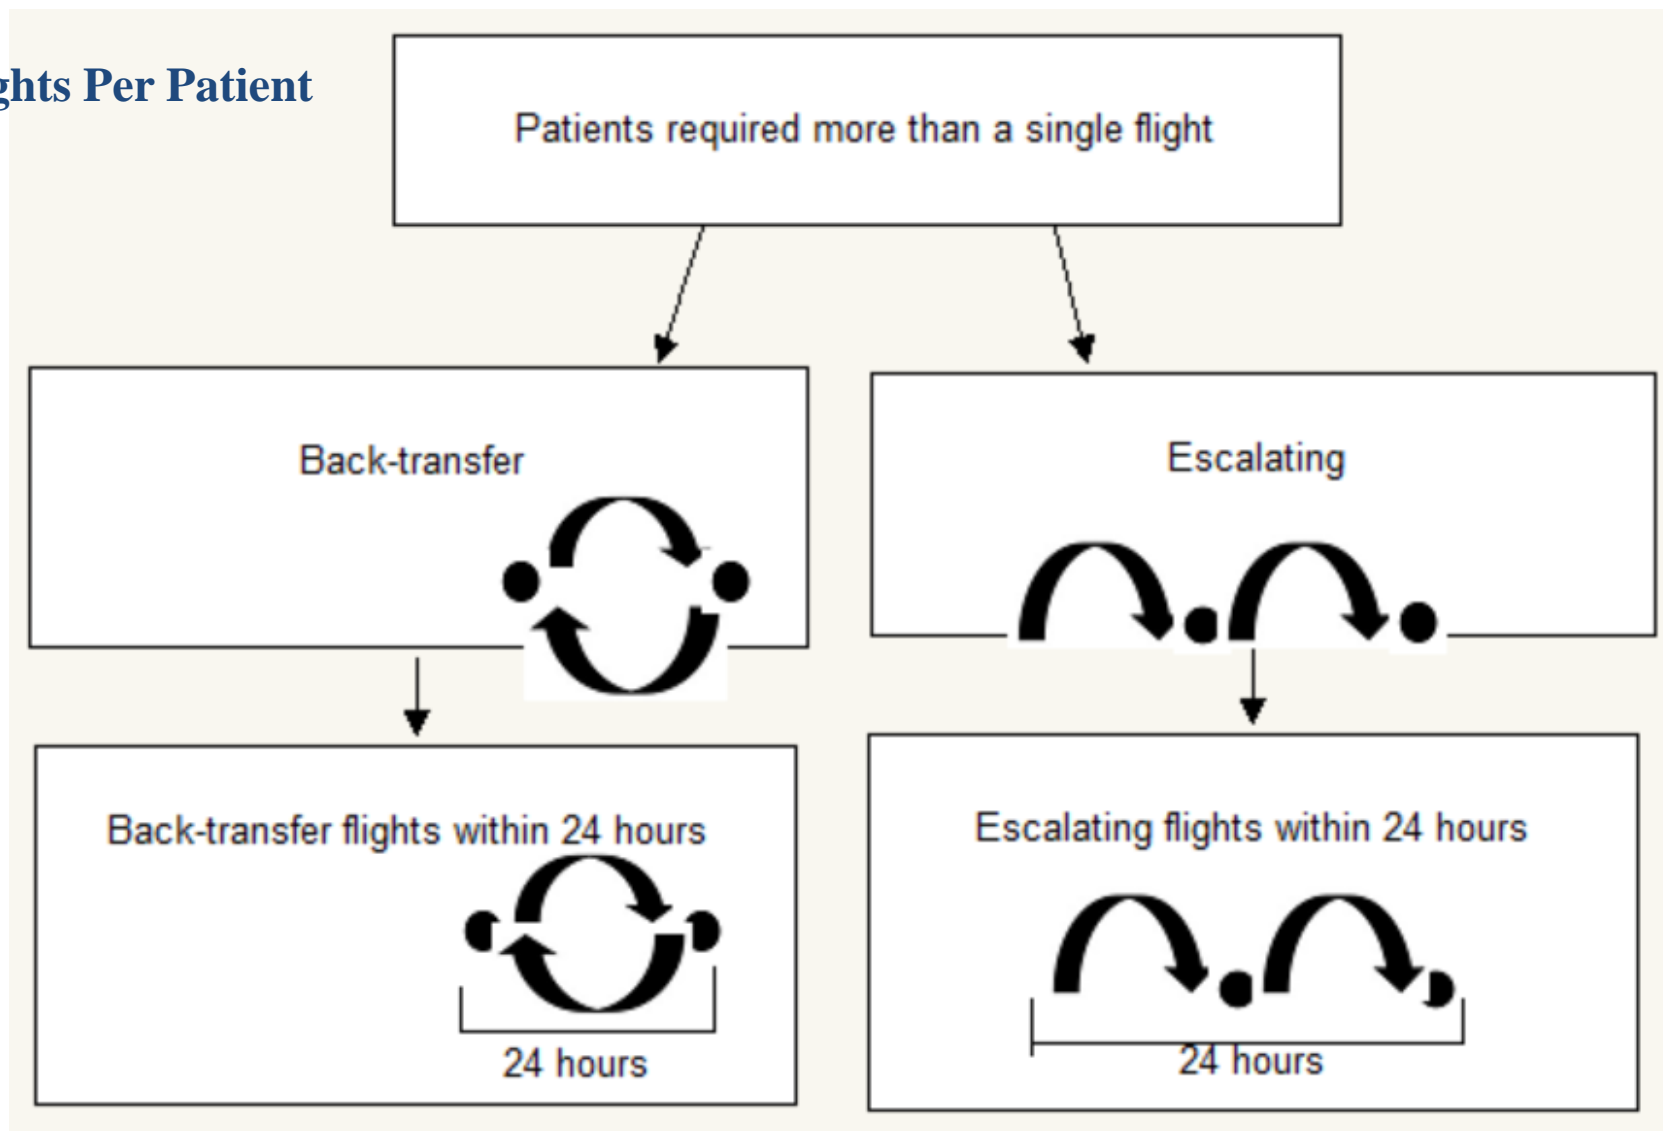 ghts Per Patient
Patients required more than a single flight
Back-transfer
Escalating
Back-transfer flights within 24 hours
24 hours
Escalating flights within 24 hours
24 hours